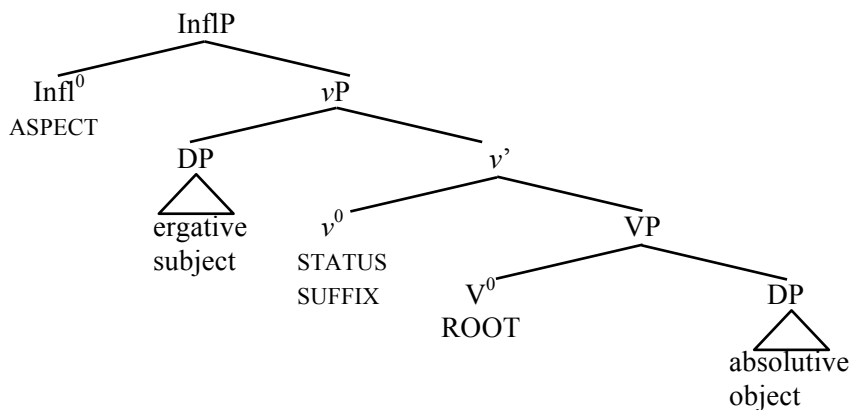 InflP
Infl⁰ vP
ASPECT
DP v’
ergative v⁰ VP
subject STATUS
SUFFIX V⁰ DP
ROOT
absolutive
object